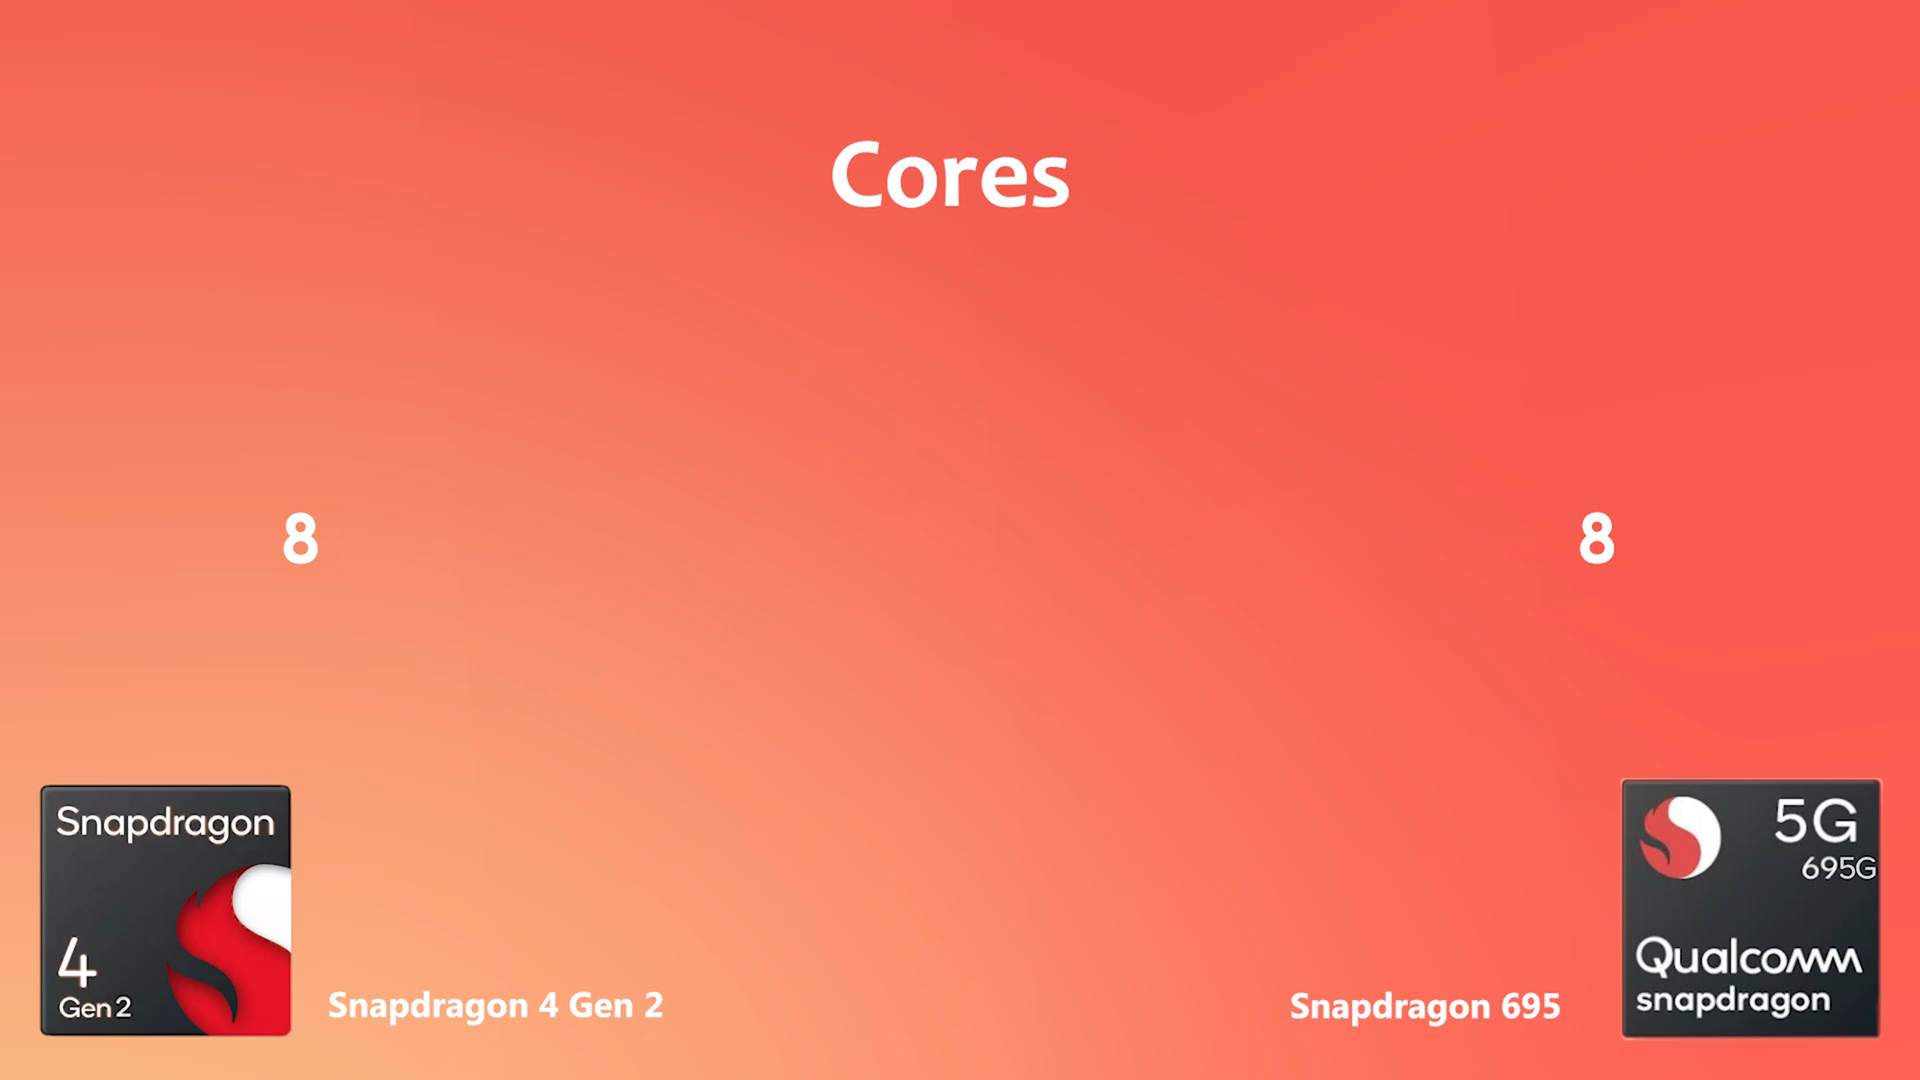 Cores
8
8
Snapdragon
4
Gen 2
Snapdragon 4 Gen 2
Snapdragon 695
5G
695G
Qualcomm
snapdragon